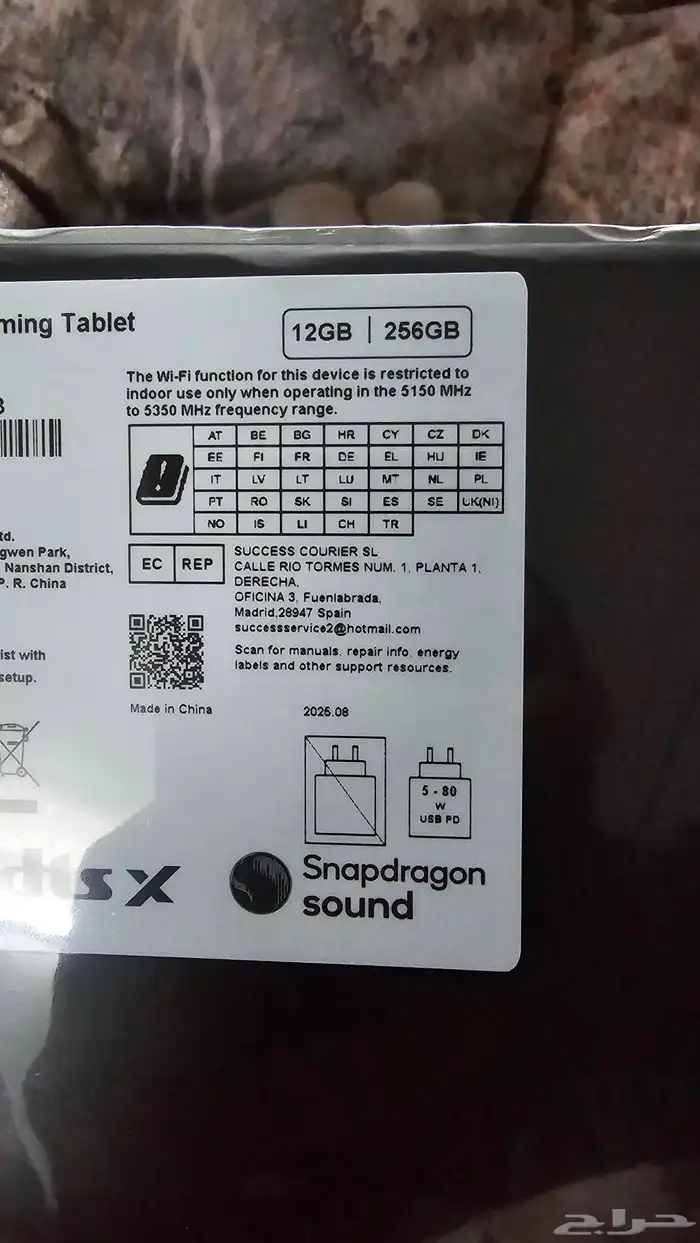 ming Tablet
12GB | 256GB
The Wi-Fi function for this device is restricted to
indoor use only when operating in the 5150 MHz
to 5350 MHz frequency range.
3
AT BE BG HR CY CZ DK
EE FI FR DE EL HU IE
IT LV LT LU MT NL PL
PT RO SK SI ES SE UK(NI)
NO IS LI CH TR
td.
gwen Park,
Nanshan District,
P. R. China
EC REP
SUCCESS COURIER SL
CALLE RIO TORMES NUM. 1, PLANTA 1,
DERECHA,
OFICINA 3, Fuenlabrada,
Madrid,28947 Spain
successservice2@hotmail.com
ist with
setup.
Scan for manuals, repair info, energy
labels and other support resources.
Made in China
2025.08
5 - 80
W
USB PD
dts X
Snapdragon
sound
حراج